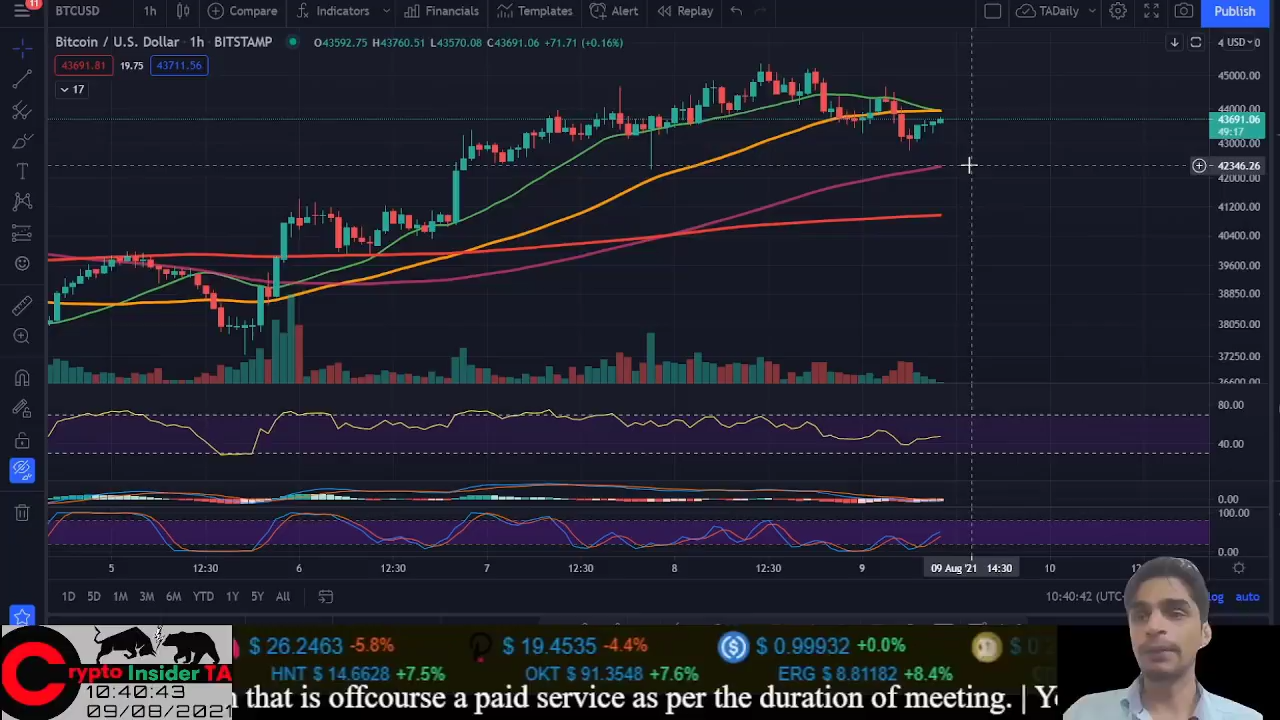 11
BTCUSD 1h Compare Indicators Financials Templates Alert Replay TADaily Publish
Bitcoin / U.S. Dollar · 1h · BITSTAMP O43592.75 H43760.51 L43570.08 C43691.06 +71.71 (+0.16%)
43691.81 19.75 43711.56
17
USD
45000.00
44000.00
43691.06
49:17
43000.00
42346.26
42000.00
41200.00
40400.00
39600.00
38850.00
38050.00
37250.00
36600.00
80.00
40.00
0.00
100.00
0.00
5 12:30 6 12:30 7 12:30 8 12:30 9 09 Aug '21 14:30 10
1D 5D 1M 3M 6M YTD 1Y 5Y All 10:40:42 (UTC log auto
$ 26.2463 -5.8% $ 19.4535 -4.4% $ 0.99932 +0.0%
HNT $ 14.6628 +7.5% OKT $ 91.3548 +7.6% ERG $ 8.81182 +8.4%
Crypto Insider TA
10:40:43
09/08/2021
that is offcourse a paid service as per the duration of meeting. |